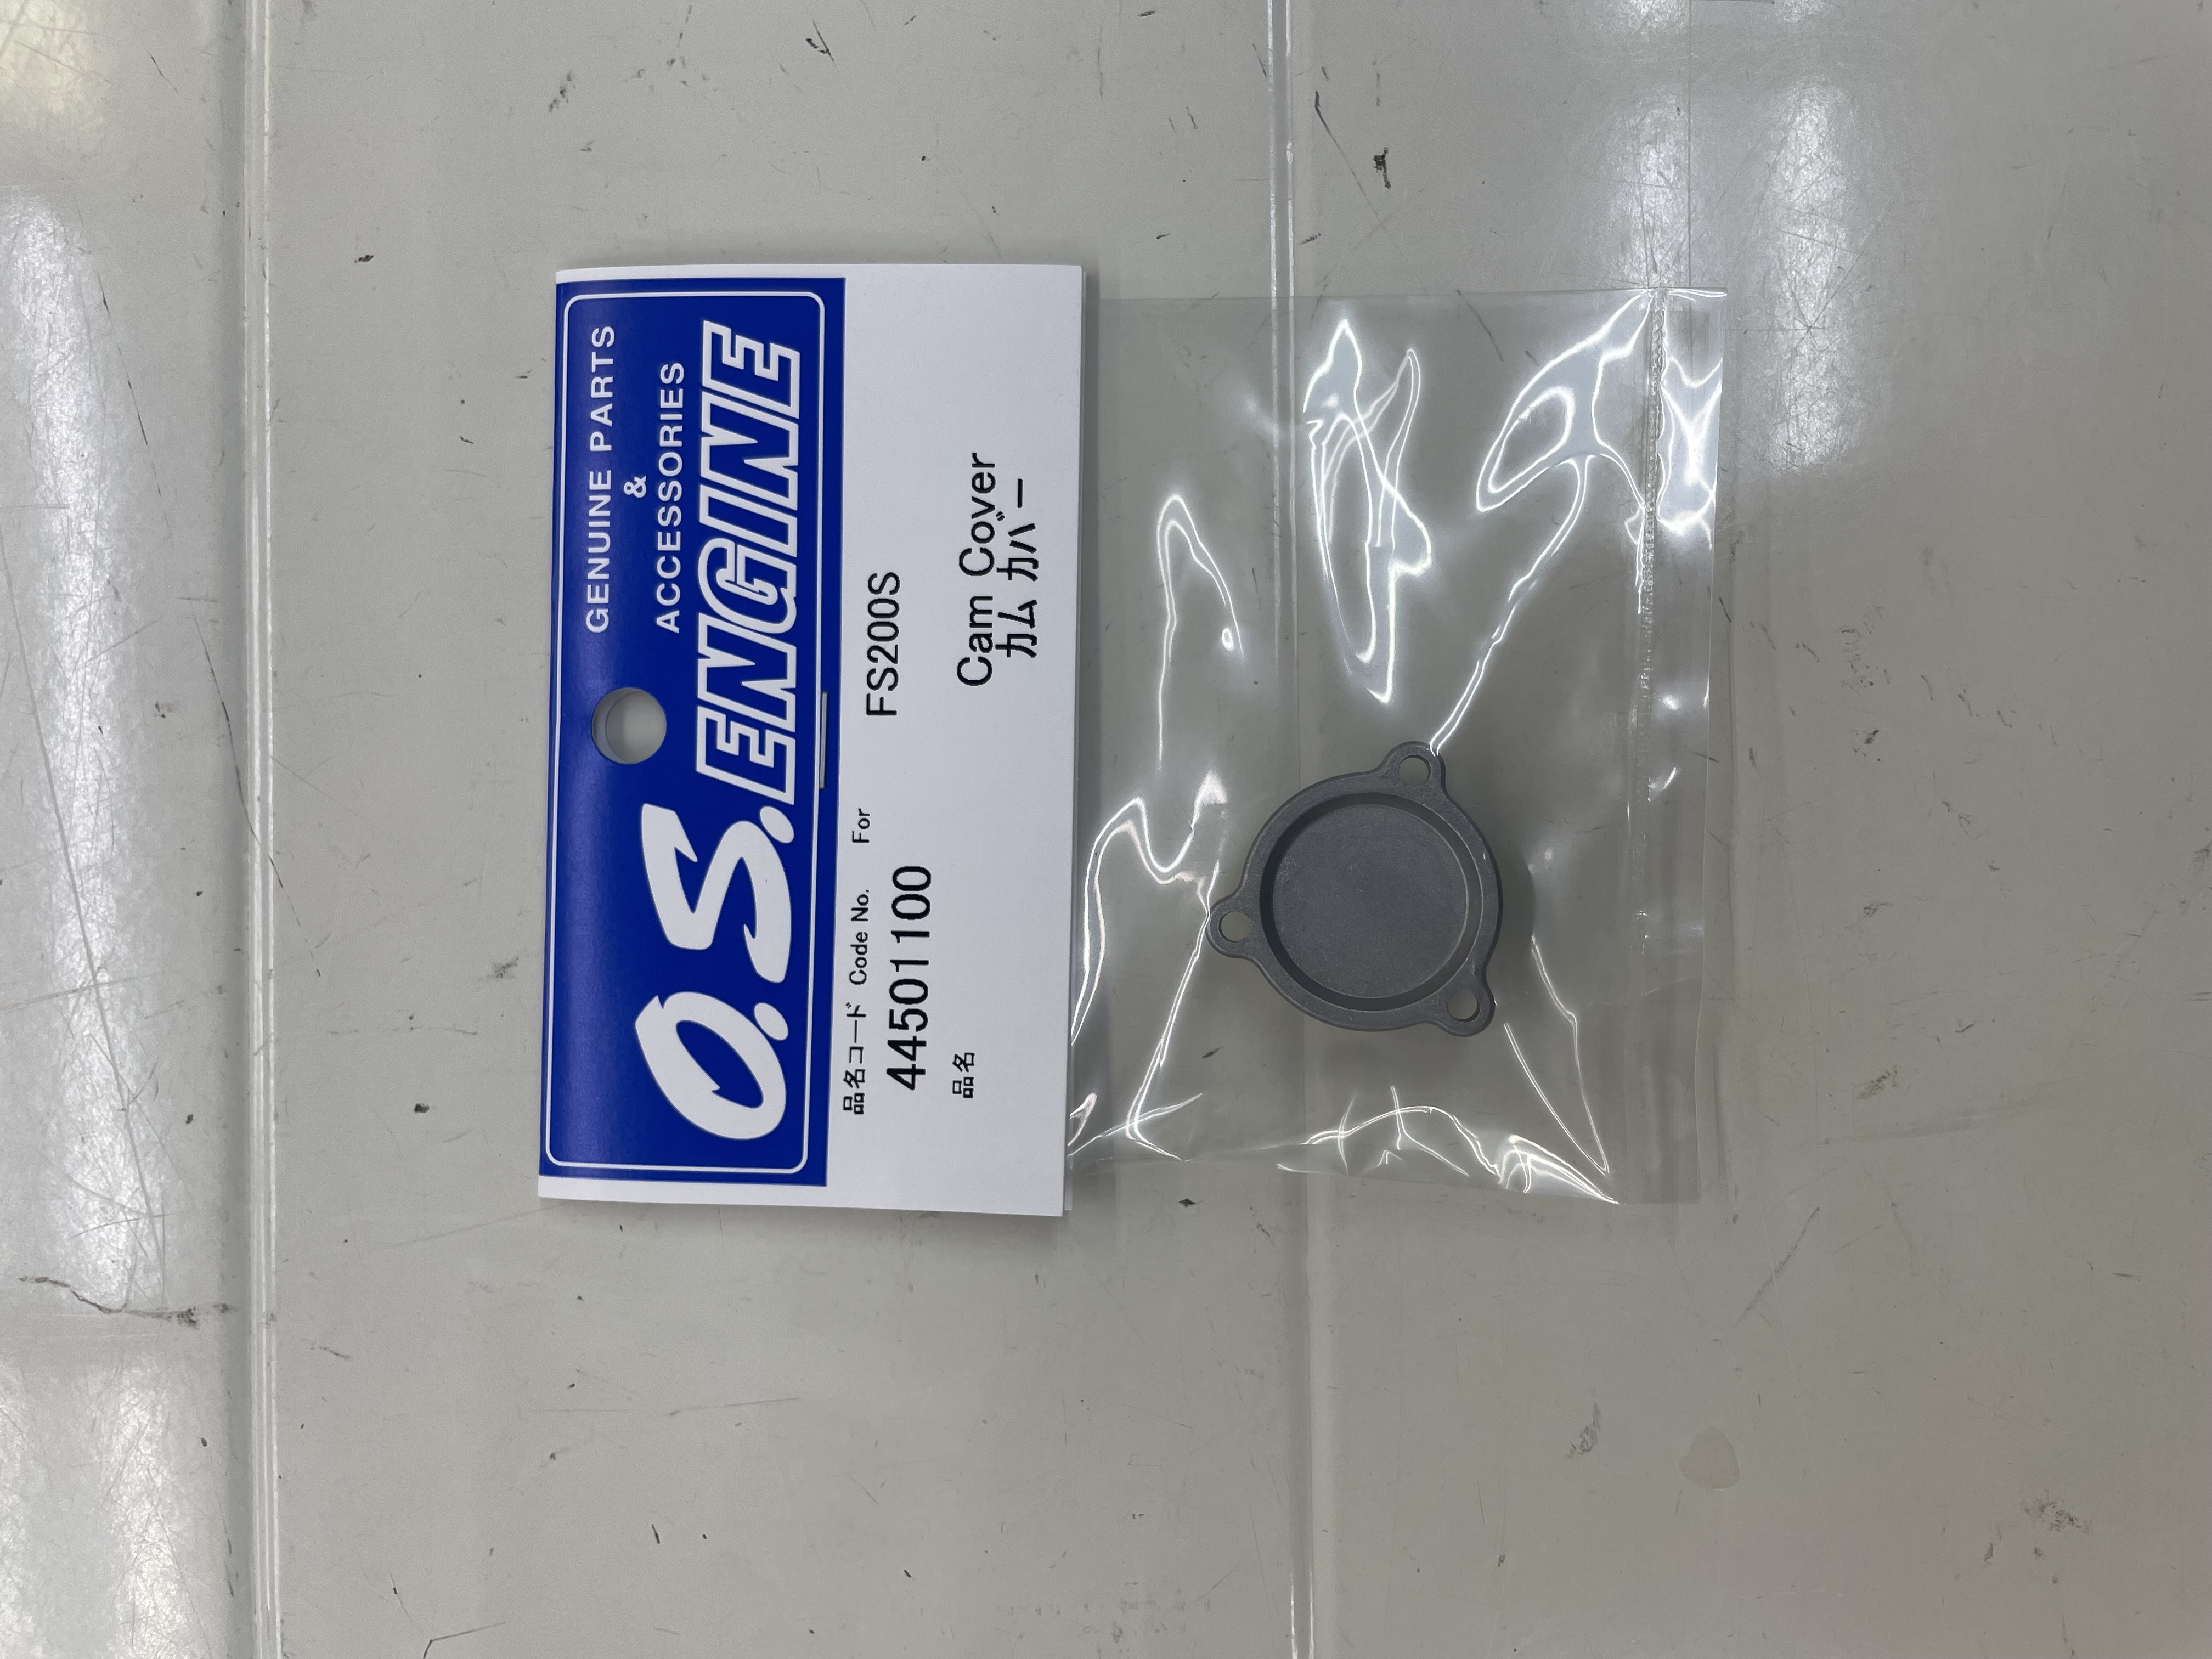 GENUINE PARTS
&
ACCESSORIES
O.S.ENGINE
品名コード Code No. For
44501100 FS200S
品名
Cam Cover
カム カバー